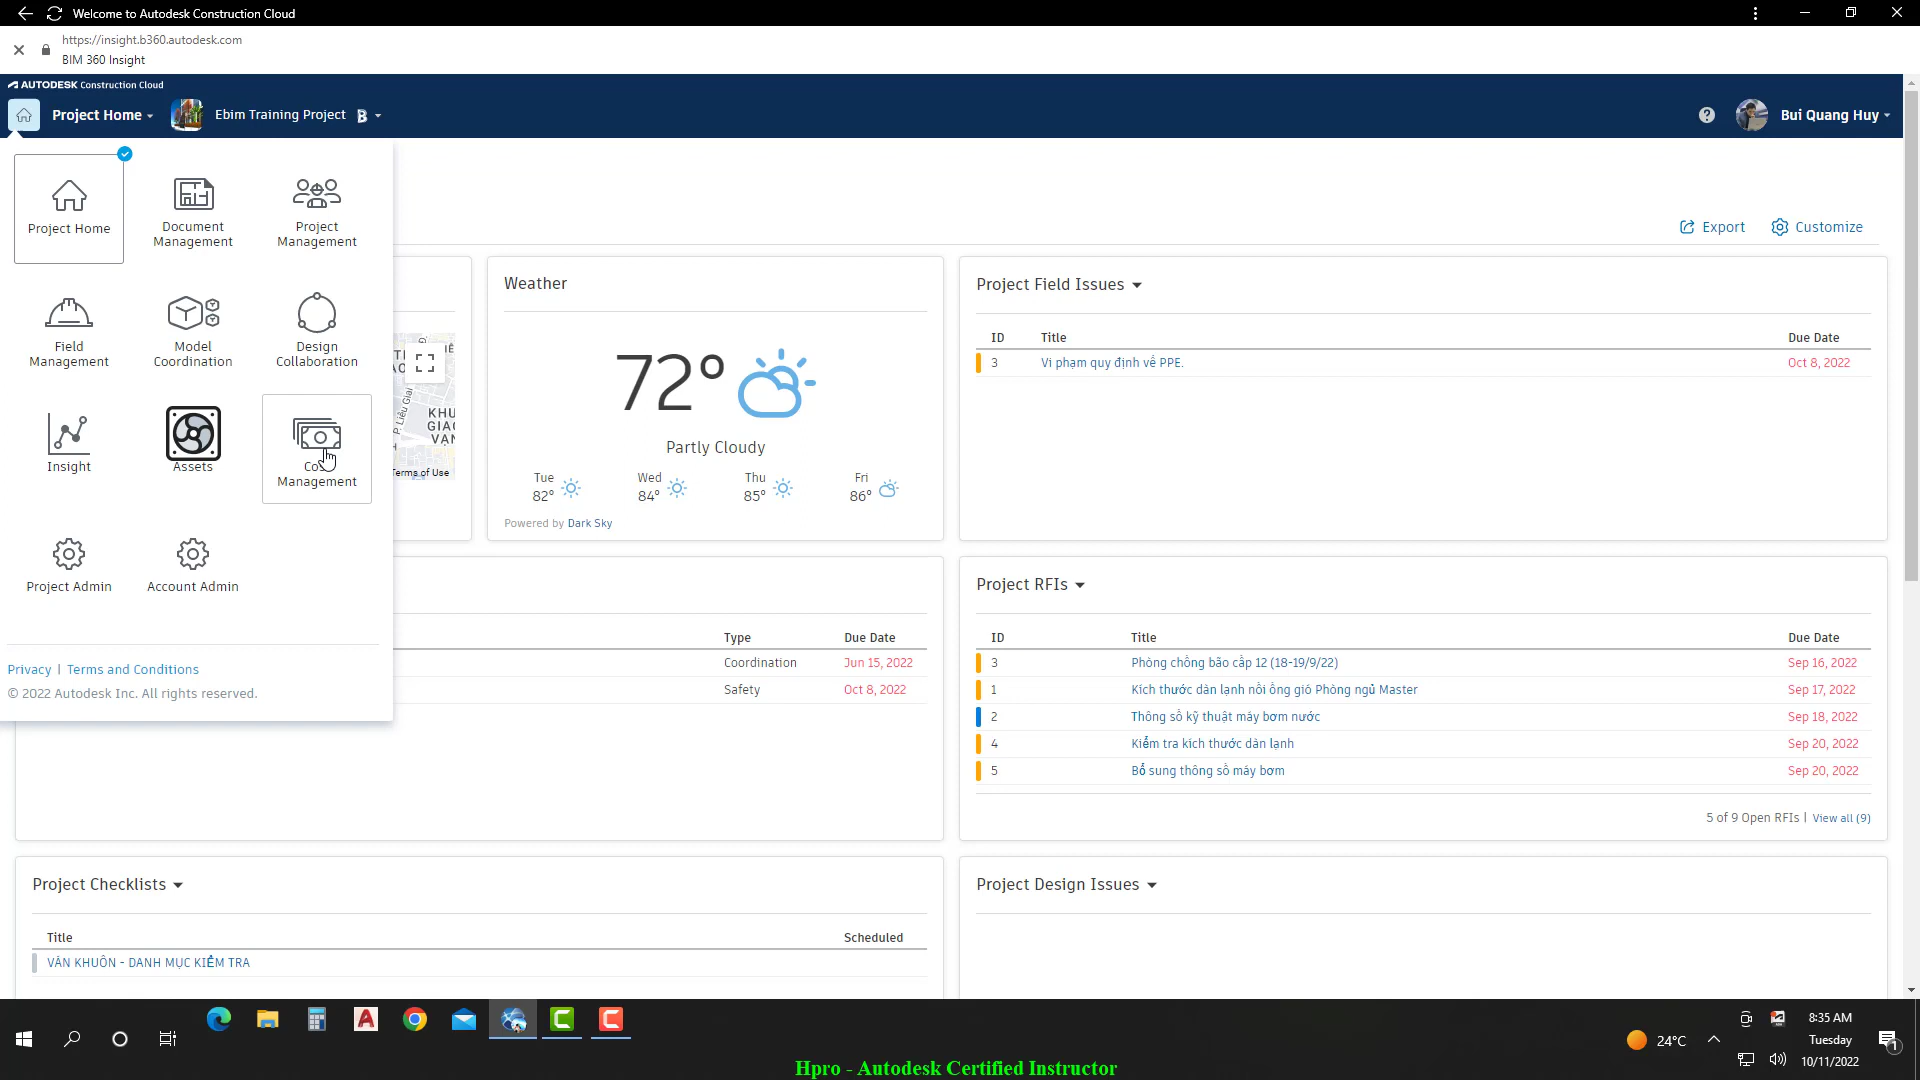 Welcome to Autodesk Construction Cloud
https://insight.b360.autodesk.com
BIM 360 Insight
AUTODESK Construction Cloud
Project Home
Ebim Training Project
B
Bui Quang Huy
Project Home
Document Management
Project Management
Field Management
Model Coordination
Design Collaboration
Insight
Assets
Management
Project Admin
Account Admin
Privacy | Terms and Conditions
© 2022 Autodesk Inc. All rights reserved.
Export
Customize
P. Liễu Giai
KHU
GIAO
VẠN
Terms of Use
Weather
72°
Partly Cloudy
Tue Wed Thu Fri
82° 84° 85° 86°
Powered by Dark Sky
Project Field Issues
ID Title Due Date
3 Vi phạm quy định về PPE. Oct 8, 2022
Type Due Date
Coordination Jun 15, 2022
Safety Oct 8, 2022
Project RFIs
ID Title Due Date
3 Phòng chống bão cấp 12 (18-19/9/22) Sep 16, 2022
1 Kích thước dàn lạnh nối ống gió Phòng ngủ Master Sep 17, 2022
2 Thông số kỹ thuật máy bơm nước Sep 18, 2022
4 Kiểm tra kích thước dàn lạnh Sep 20, 2022
5 Bổ sung thông số máy bơm Sep 20, 2022
5 of 9 Open RFIs | View all (9)
Project Checklists
Title Scheduled
VÁN KHUÔN - DANH MỤC KIỂM TRA
Project Design Issues
24°C
8:35 AM
Tuesday
10/11/2022
1
Hpro - Autodesk Certified Instructor